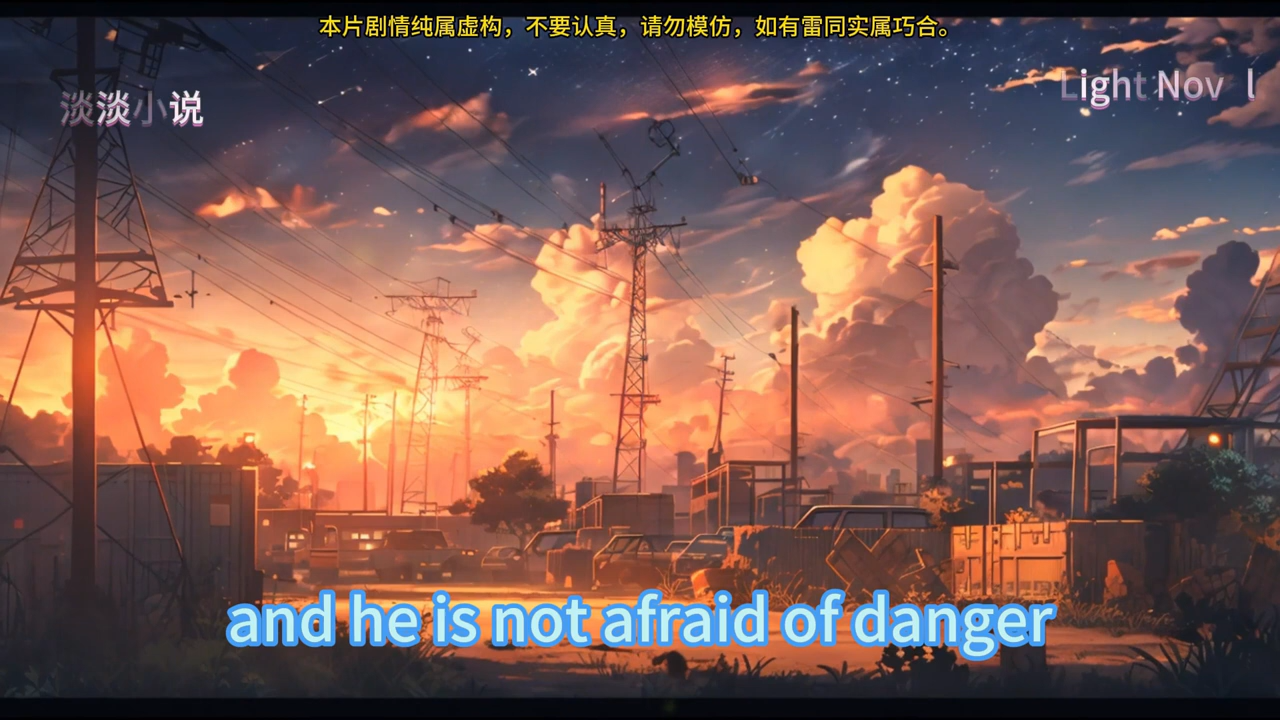 本片剧情纯属虚构，不要认真，请勿模仿，如有雷同实属巧合。
淡淡小说
Light Nov l
and he is not afraid of danger